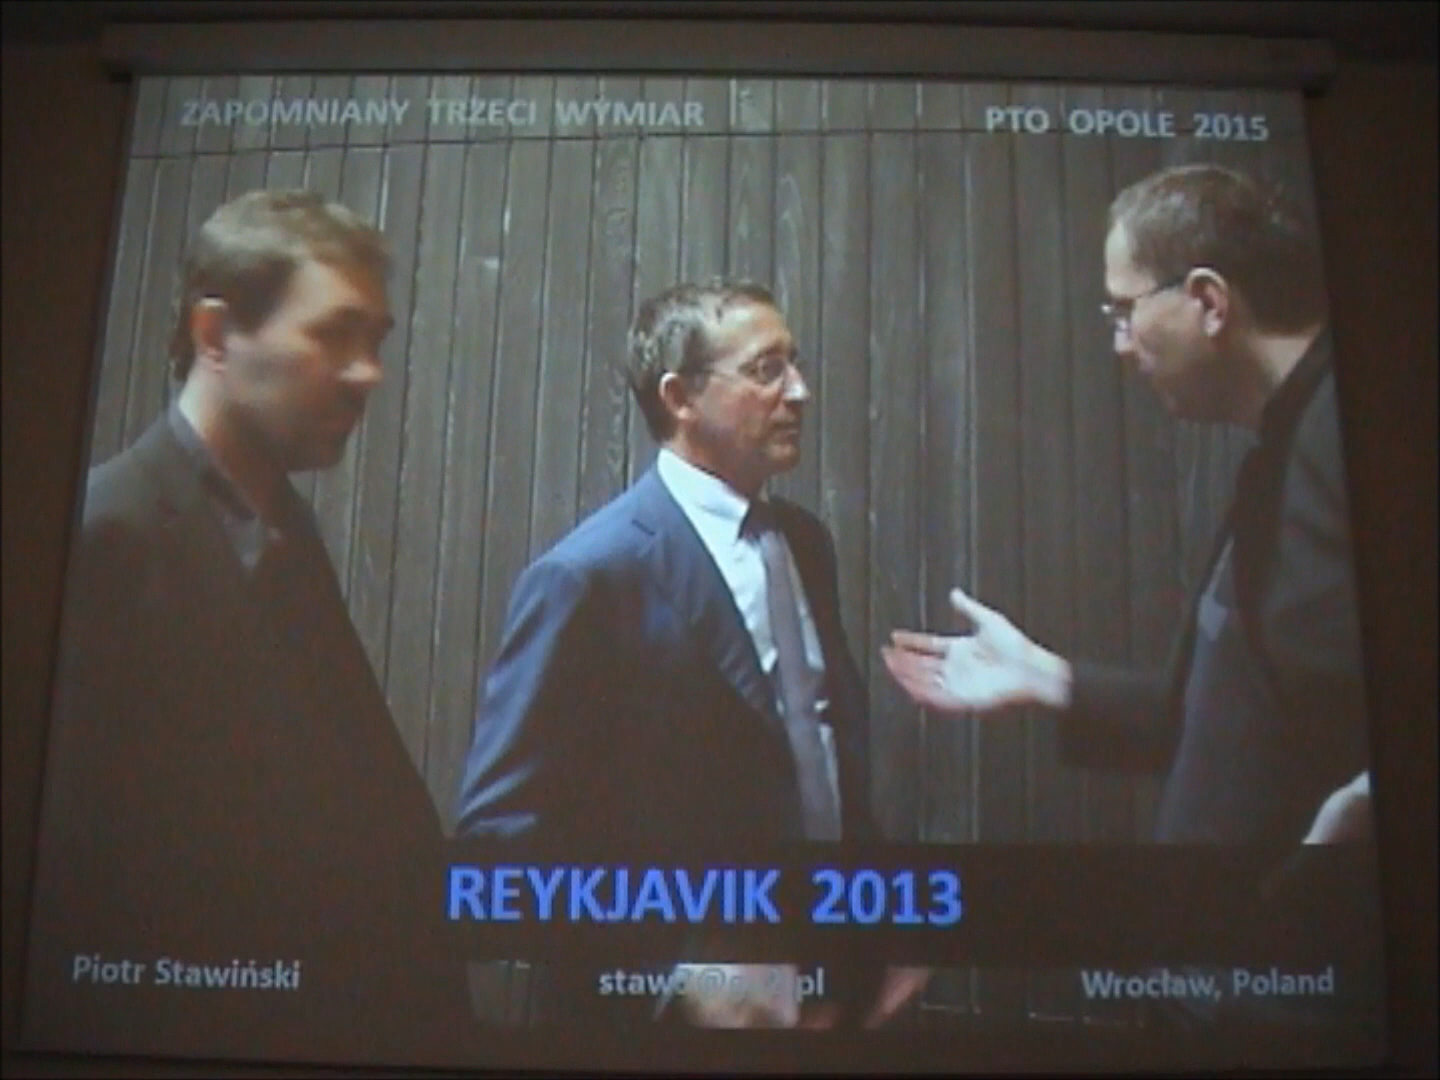 ZAPOMNIANY TRZECI WYMIAR
PTO OPOLE 2015
REYKJAVIK 2013
Piotr Stawiński
Wrocław, Poland